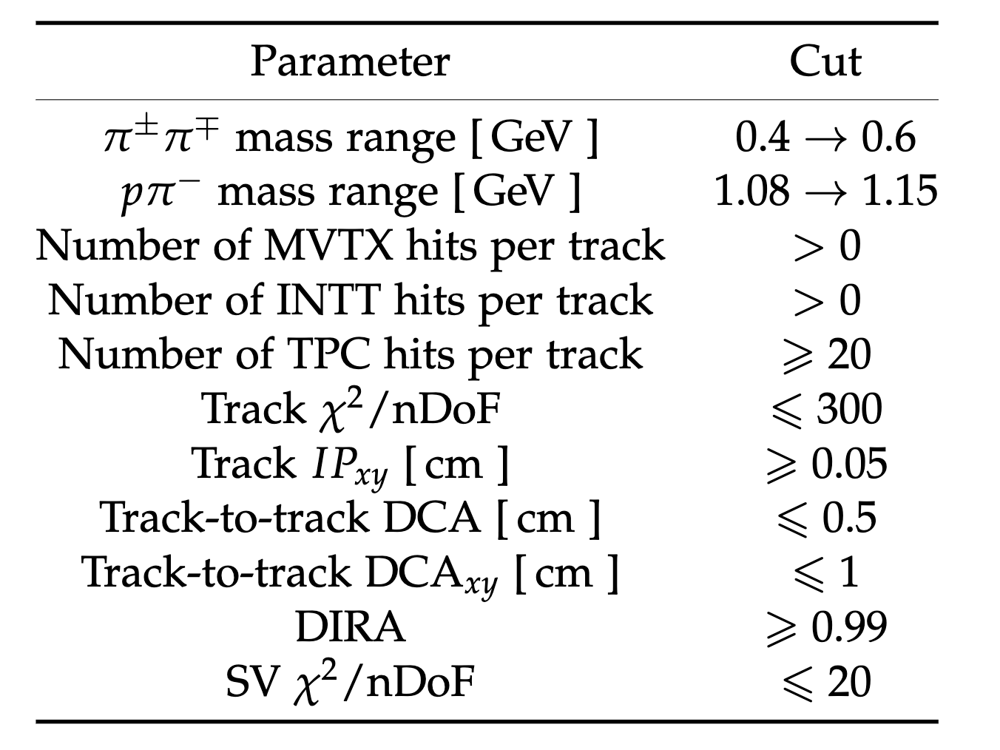 Parameter Cut
π±π∓ mass range [ GeV ] 0.4 → 0.6
pπ− mass range [ GeV ] 1.08 → 1.15
Number of MVTX hits per track > 0
Number of INTT hits per track > 0
Number of TPC hits per track ⩾ 20
Track χ²/nDoF ⩽ 300
Track IPxy [ cm ] ⩾ 0.05
Track-to-track DCA [ cm ] ⩽ 0.5
Track-to-track DCAxy [ cm ] ⩽ 1
DIRA ⩾ 0.99
SV χ²/nDoF ⩽ 20